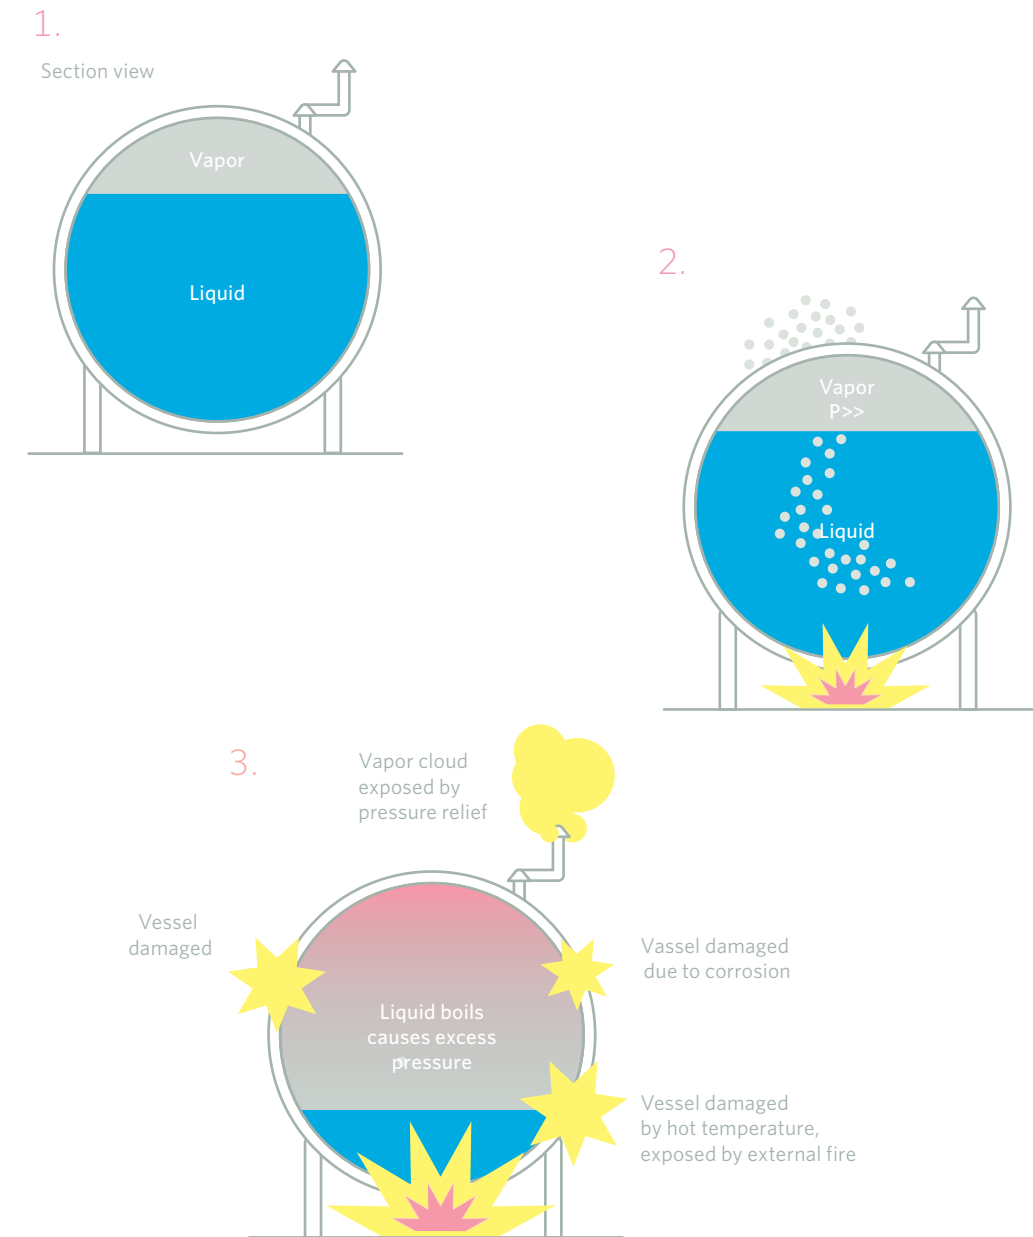 1.
Section view
Vapor
Liquid
2.
Vapor
P>>
Liquid
3.
Vapor cloud
exposed by
pressure relief
Vessel
damaged
Vassel damaged
due to corrosion
Liquid boils
causes excess
pressure
Vessel damaged
by hot temperature,
exposed by external fire